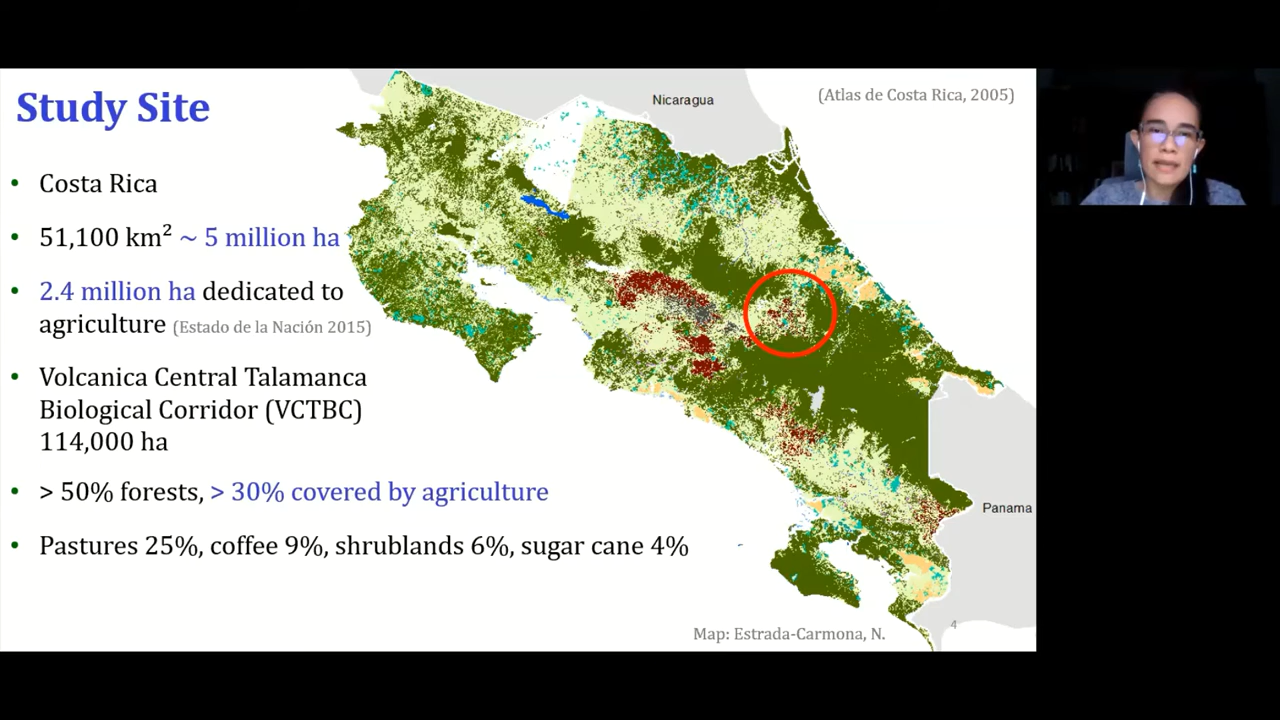 Study Site
(Atlas de Costa Rica, 2005)
Nicaragua
• Costa Rica
• 51,100 km² ~ 5 million ha
• 2.4 million ha dedicated to
agriculture (Estado de la Nación 2015)
• Volcanica Central Talamanca
Biological Corridor (VCTBC)
114,000 ha
• > 50% forests, > 30% covered by agriculture
Panama
• Pastures 25%, coffee 9%, shrublands 6%, sugar cane 4%
4
Map: Estrada-Carmona, N.